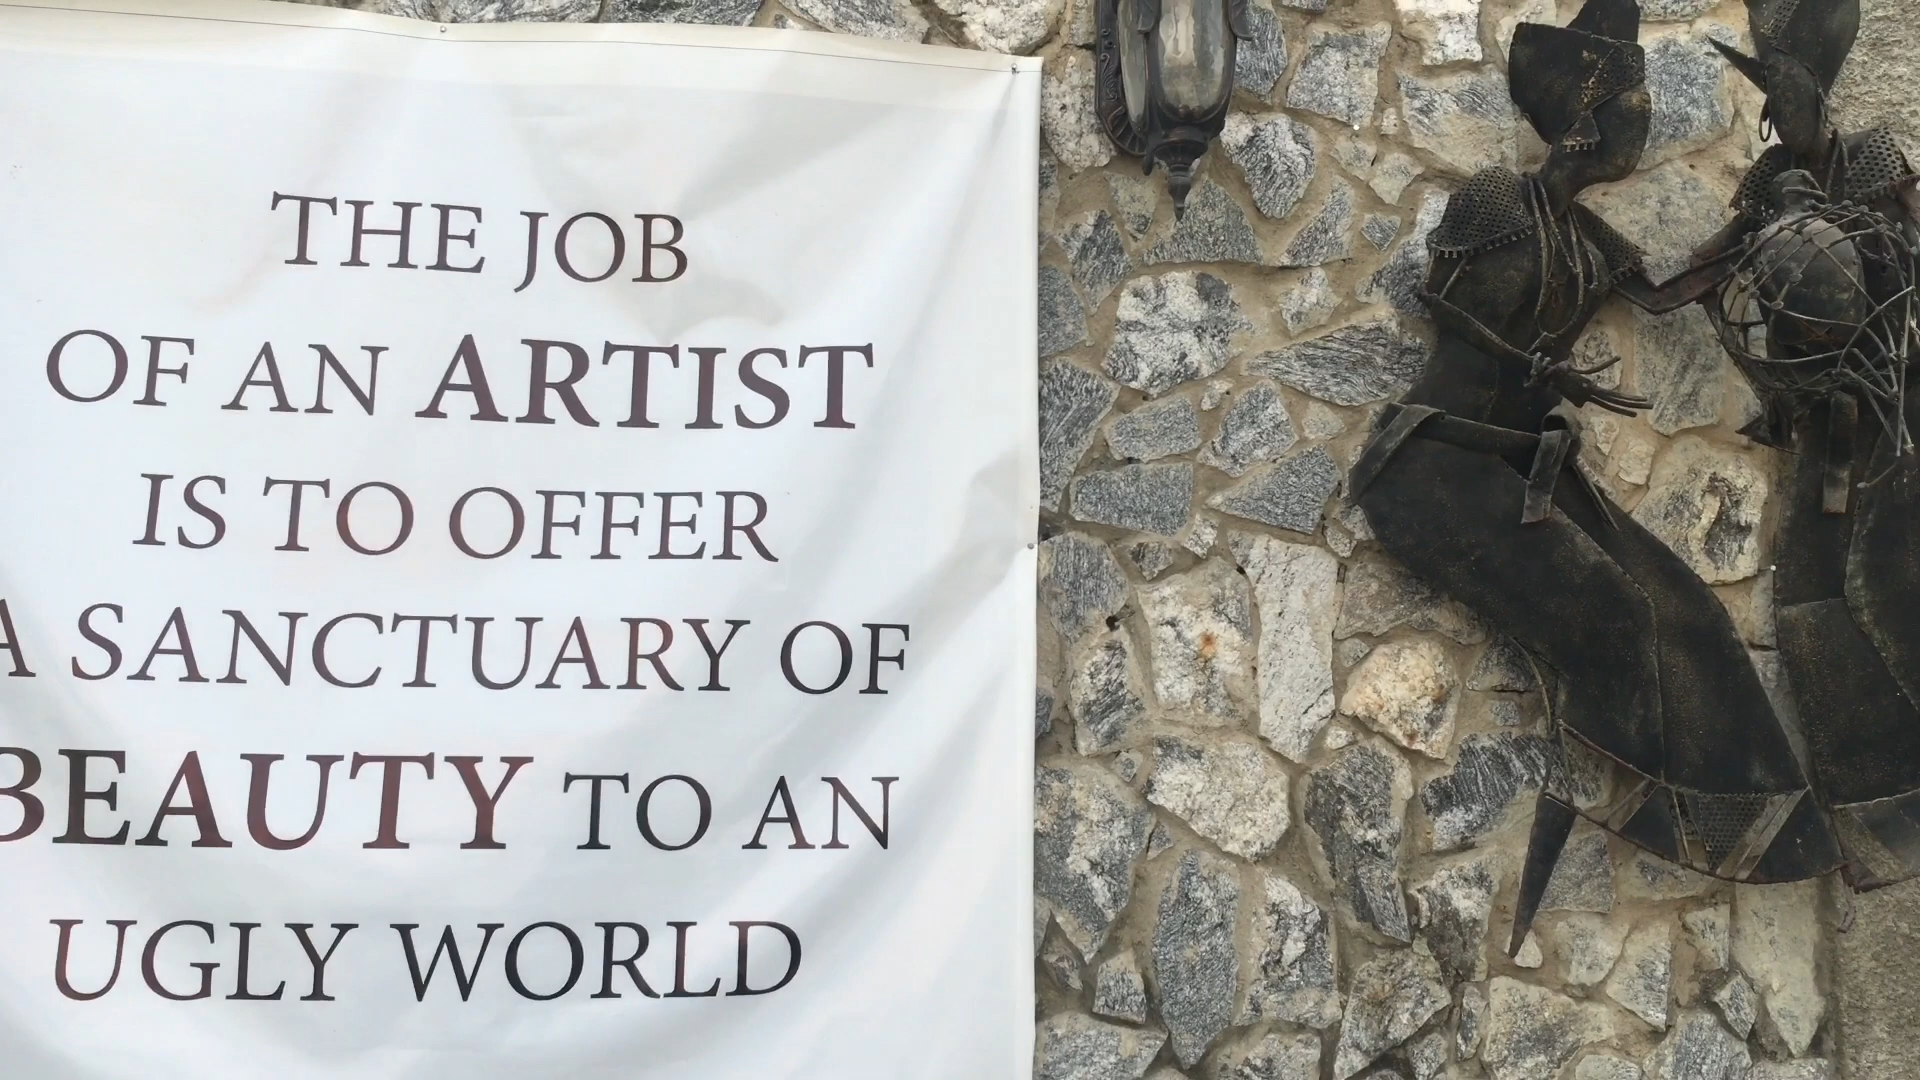 THE JOB
OF AN ARTIST
IS TO OFFER
A SANCTUARY OF
BEAUTY TO AN
UGLY WORLD